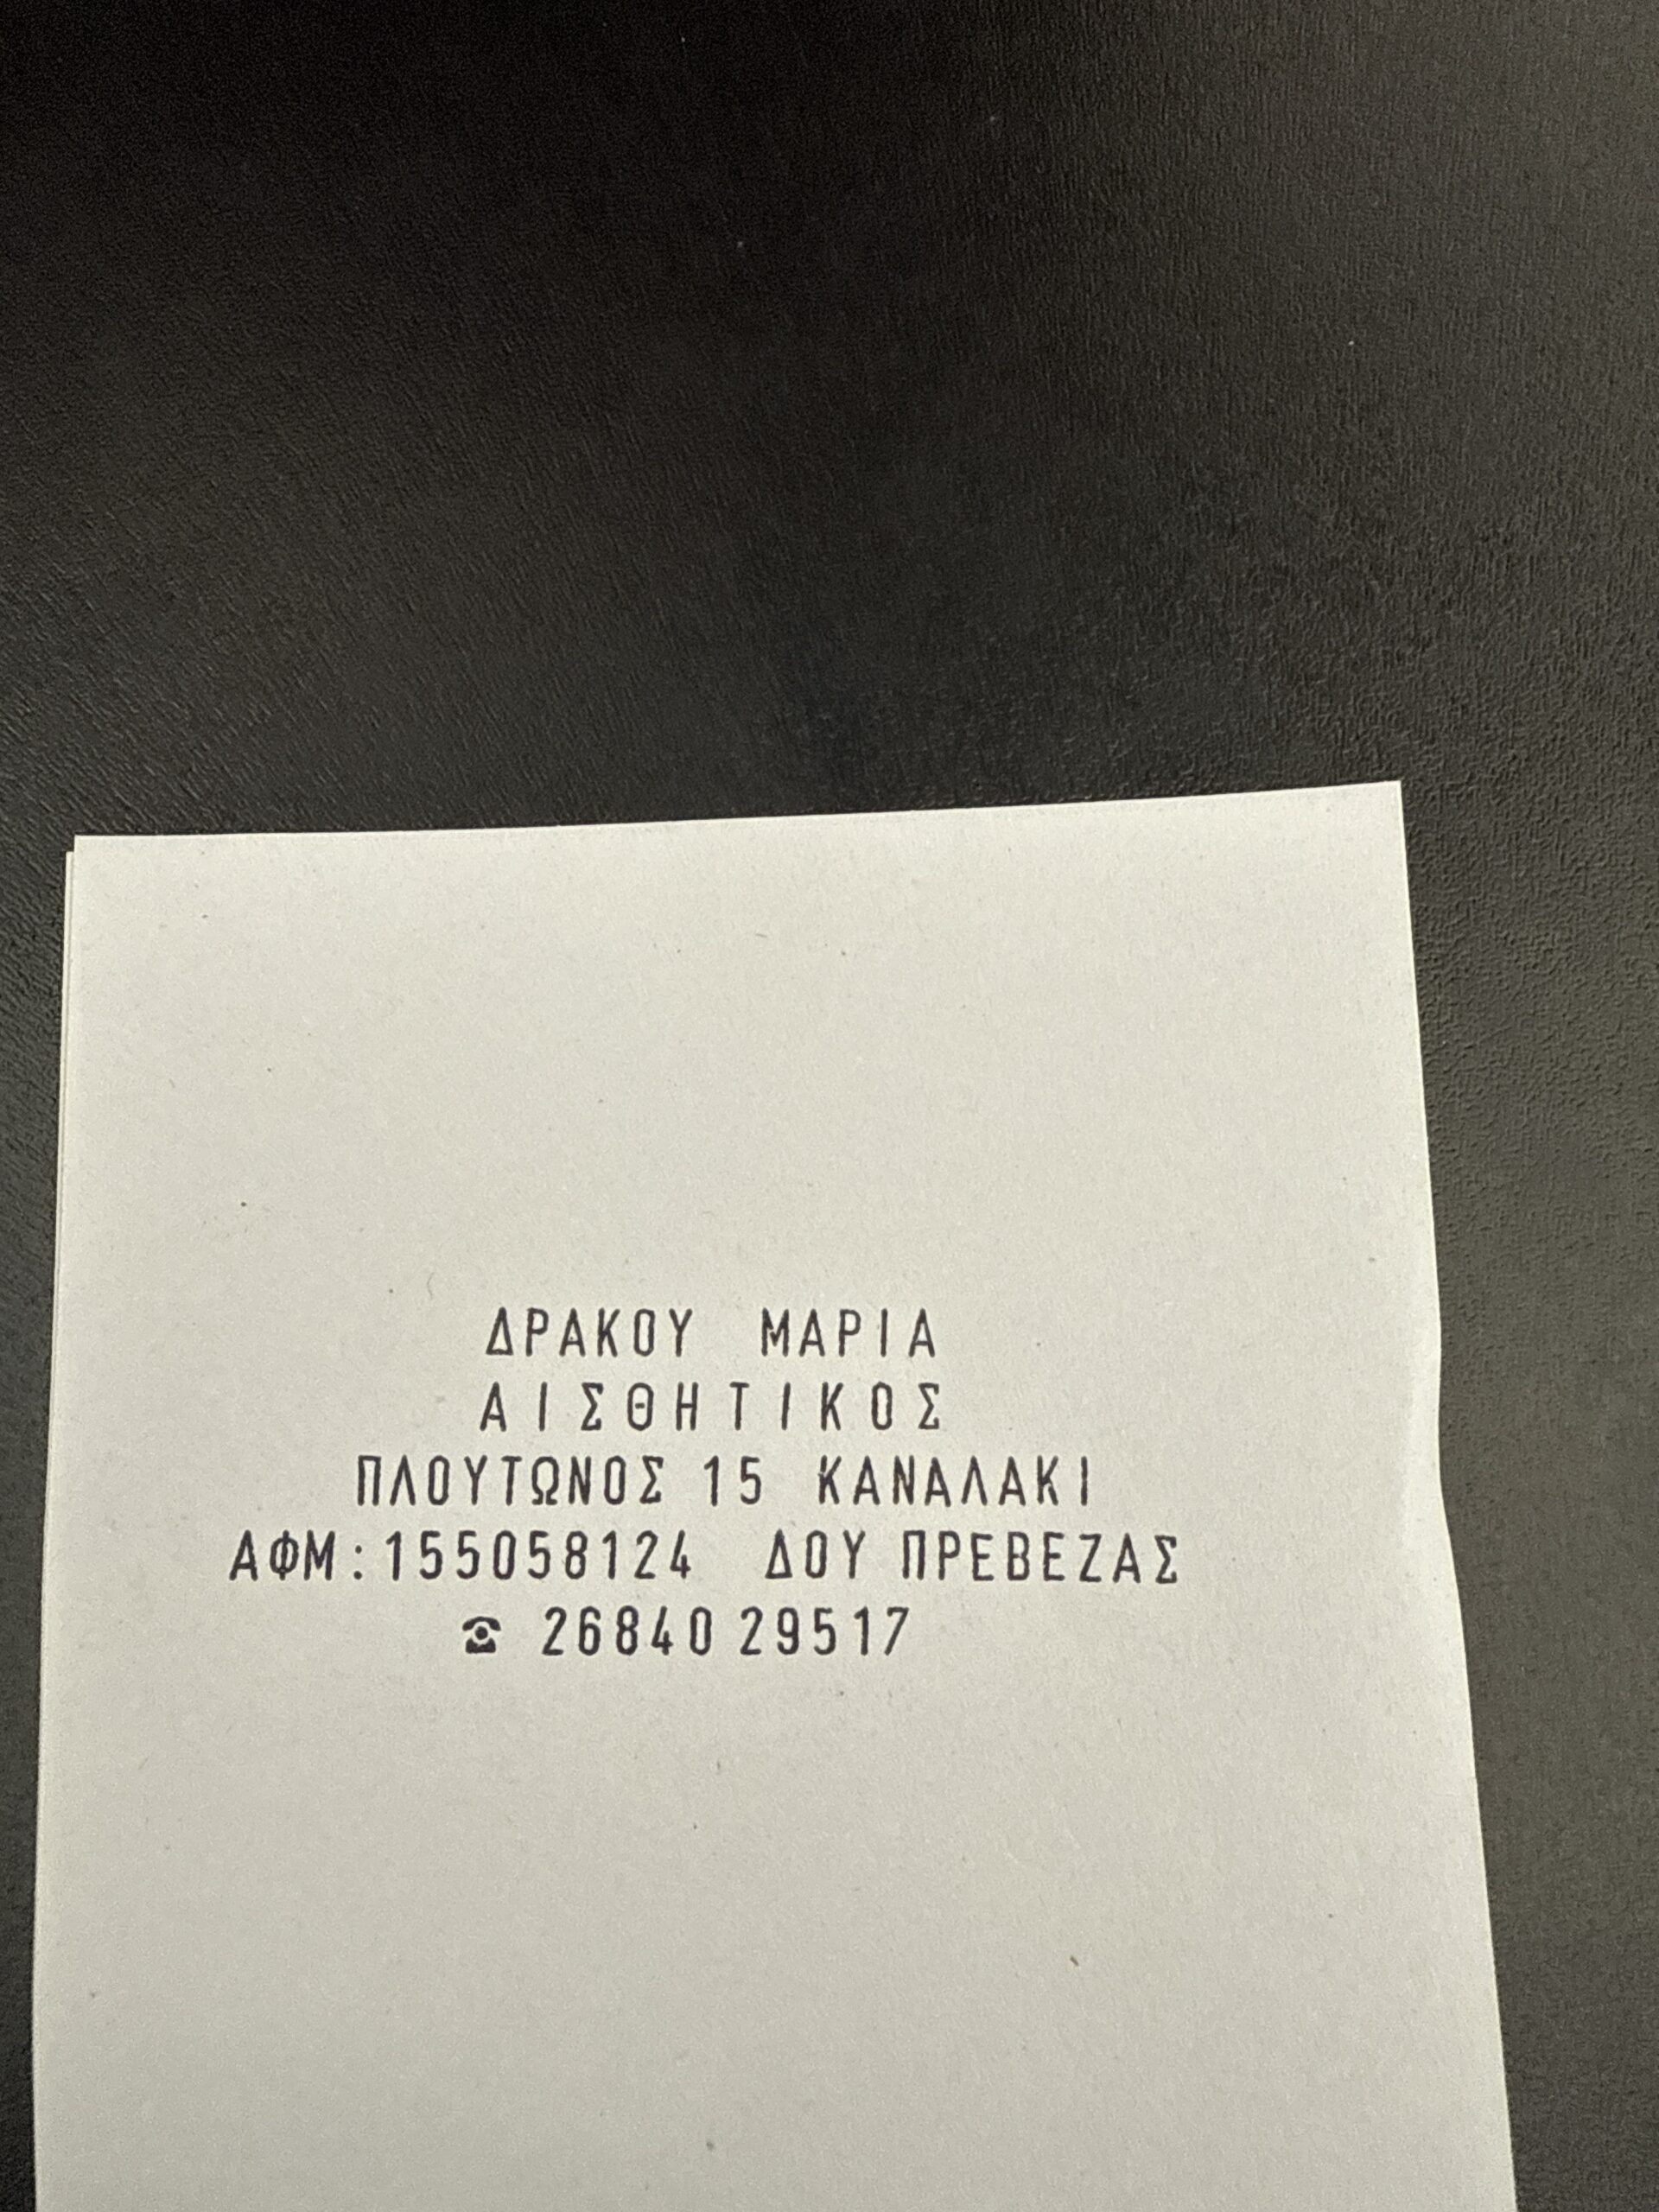 ΔΡΑΚΟΥ ΜΑΡΙΑ
ΑΙΣΘΗΤΙΚΟΣ
ΠΛΟΥΤΩΝΟΣ 15 ΚΑΝΑΛΑΚΙ
ΑΦΜ:155058124 ΔΟΥ ΠΡΕΒΕΖΑΣ
☎ 26840 29517